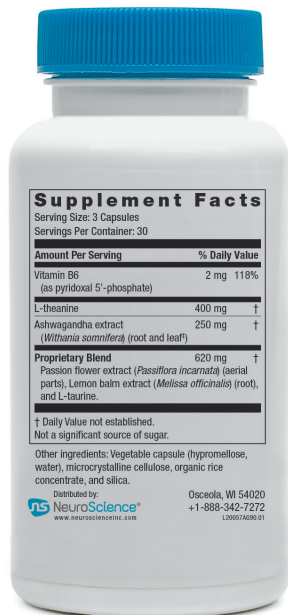 Supplement Facts
Serving Size: 3 Capsules
Servings Per Container: 30
Amount Per Serving % Daily Value
Vitamin B6 2 mg 118%
(as pyridoxal 5'-phosphate)
L-theanine 400 mg †
Ashwagandha extract 250 mg †
(Withania somnifera) (root and leaf‡)
Proprietary Blend 620 mg †
Passion flower extract (Passiflora incarnata) (aerial
parts), Lemon balm extract (Melissa officinalis) (root),
and L-taurine.
† Daily Value not established.
Not a significant source of sugar.
Other ingredients: Vegetable capsule (hypromellose,
water), microcrystalline cellulose, organic rice
concentrate, and silica.
Distributed by:
ns NeuroScience®
www.neuroscienceinc.com
Osceola, WI 54020
+1-888-342-7272
L20057AG90.01